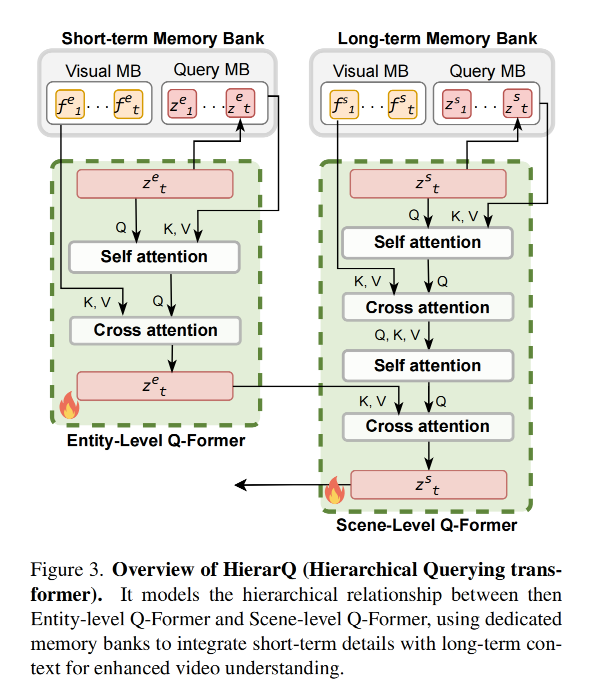 Short-term Memory Bank
Visual MB
Query MB
f^e_1 ... f^e_t
z^e_1 ... z^e_t
z^e_t
Q
K, V
Self attention
K, V
Q
Cross attention
z^e_t
Entity-Level Q-Former
Long-term Memory Bank
Visual MB
Query MB
f^s_1 ... f^s_t
z^s_1 ... z^s_t
z^s_t
Q
K, V
Self attention
K, V
Q
Cross attention
Q, K, V
Self attention
K, V
Q
Cross attention
z^s_t
Scene-Level Q-Former
Figure 3. Overview of HierarQ (Hierarchical Querying trans-
former). It models the hierarchical relationship between then
Entity-level Q-Former and Scene-level Q-Former, using dedicated
memory banks to integrate short-term details with long-term con-
text for enhanced video understanding.